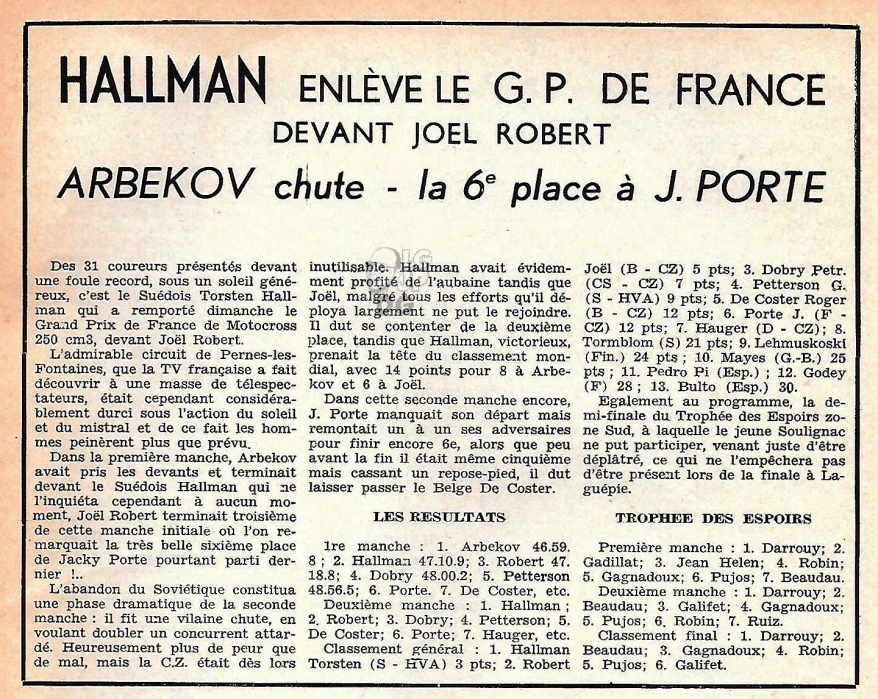 HALLMAN ENLÈVE LE G. P. DE FRANCE
DEVANT JOEL ROBERT
ARBEKOV chute - la 6e place à J. PORTE
Des 31 coureurs présentés devant
une foule record, sous un soleil géné-
reux, c'est le Suédois Torsten Hall-
man qui a remporté dimanche le
Grand Prix de France de Motocross
250 cm3, devant Joël Robert.
L'admirable circuit de Pernes-les-
Fontaines, que la TV française a fait
découvrir à une masse de télespec-
tateurs, était cependant considéra-
blement durci sous l'action du soleil
et du mistral et de ce fait les hom-
mes peinèrent plus que prévu.
Dans la première manche, Arbekov
avait pris les devants et terminait
devant le Suédois Hallman qui ne
l'inquiéta cependant à aucun mo-
ment, Joël Robert terminait troisième
de cette manche initiale où l'on re-
marquait la très belle sixième place
de Jacky Porte pourtant parti der-
nier !..
L'abandon du Soviétique constitua
une phase dramatique de la seconde
manche : il fit une vilaine chute, en
voulant doubler un concurrent attar-
dé. Heureusement plus de peur que
de mal, mais la C.Z. était dès lors
inutilisable. Hallman avait évidem-
ment profité de l'aubaine tandis que
Joël, malgré tous les efforts qu'il dé-
ploya largement ne put le rejoindre.
Il dut se contenter de la deuxième
place, tandis que Hallman, victorieux,
prenait la tête du classement mon-
dial, avec 14 points pour 8 à Arbe-
kov et 6 à Joël.
Dans cette seconde manche encore,
J. Porte manquait son départ mais
remontait un à un ses adversaires
pour finir encore 6e, alors que peu
avant la fin il était même cinquième
mais cassant un repose-pied, il dut
laisser passer le Belge De Coster.
LES RESULTATS
1re manche : 1. Arbekov 46.59.
8 ; 2. Hallman 47.10.9; 3. Robert 47.
18.8; 4. Dobry 48.00.2; 5. Petterson
48.56.5; 6. Porte. 7. De Coster, etc.
Deuxième manche : 1. Hallman ;
2. Robert; 3. Dobry; 4. Petterson; 5.
De Coster; 6. Porte; 7. Hauger, etc.
Classement général : 1. Hallman
Torsten (S - HVA) 3 pts; 2. Robert
Joël (B - CZ) 5 pts; 3. Dobry Petr.
(CS - CZ) 7 pts; 4. Petterson G.
(S - HVA) 9 pts; 5. De Coster Roger
(B - CZ) 12 pts; 6. Porte J. (F -
CZ) 12 pts; 7. Hauger (D - CZ); 8.
Tormblom (S) 21 pts; 9. Lehmuskoski
(Fin.) 24 pts ; 10. Mayes (G.-B.) 25
pts ; 11. Pedro Pi (Esp.) ; 12. Godey
(F) 28 ; 13. Bulto (Esp.) 30.
Egalement au programme, la de-
mi-finale du Trophée des Espoirs zo-
ne Sud, à laquelle le jeune Soulignac
ne put participer, venant juste d'être
déplâtré, ce qui ne l'empêchera pas
d'être présent lors de la finale à La-
guépie.
TROPHEE DES ESPOIRS
Première manche : 1. Darrouy; 2.
Gadillat; 3. Jean Helen; 4. Robin;
5. Gagnadoux; 6. Pujos; 7. Beaudau.
Deuxième manche : 1. Darrouy; 2.
Beaudau; 3. Galifet; 4. Gagnadoux;
5. Pujos; 6. Robin; 7. Ruiz.
Classement final : 1. Darrouy; 2.
Beaudau; 3. Gagnadoux; 4. Robin;
5. Pujos; 6. Galifet.